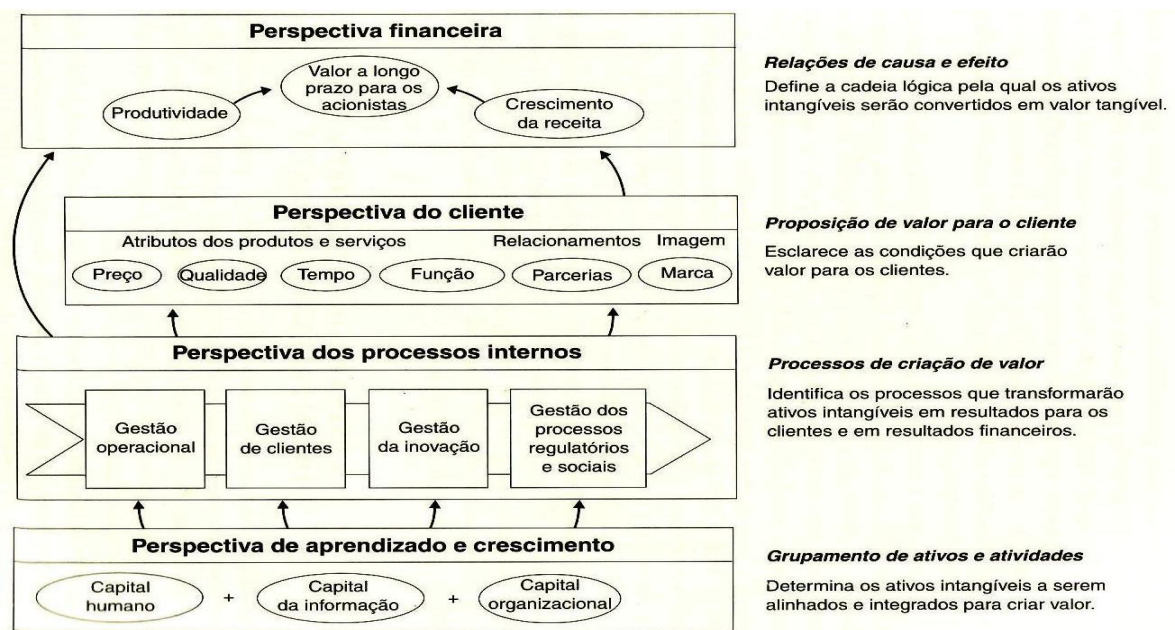 Perspectiva financeira
Valor a longo
prazo para os
acionistas
Produtividade
Crescimento
da receita
Relações de causa e efeito
Define a cadeia lógica pela qual os ativos
intangíveis serão convertidos em valor tangível.
Perspectiva do cliente
Atributos dos produtos e serviços Relacionamentos Imagem
Preço Qualidade Tempo Função Parcerias Marca
Proposição de valor para o cliente
Esclarece as condições que criarão
valor para os clientes.
Perspectiva dos processos internos
Gestão
operacional
Gestão
de clientes
Gestão
da inovação
Gestão dos
processos
regulatórios
e sociais
Processos de criação de valor
Identifica os processos que transformarão
ativos intangíveis em resultados para os
clientes e em resultados financeiros.
Perspectiva de aprendizado e crescimento
Capital
humano
+
Capital
da informação
+
Capital
organizacional
Grupamento de ativos e atividades
Determina os ativos intangíveis a serem
alinhados e integrados para criar valor.